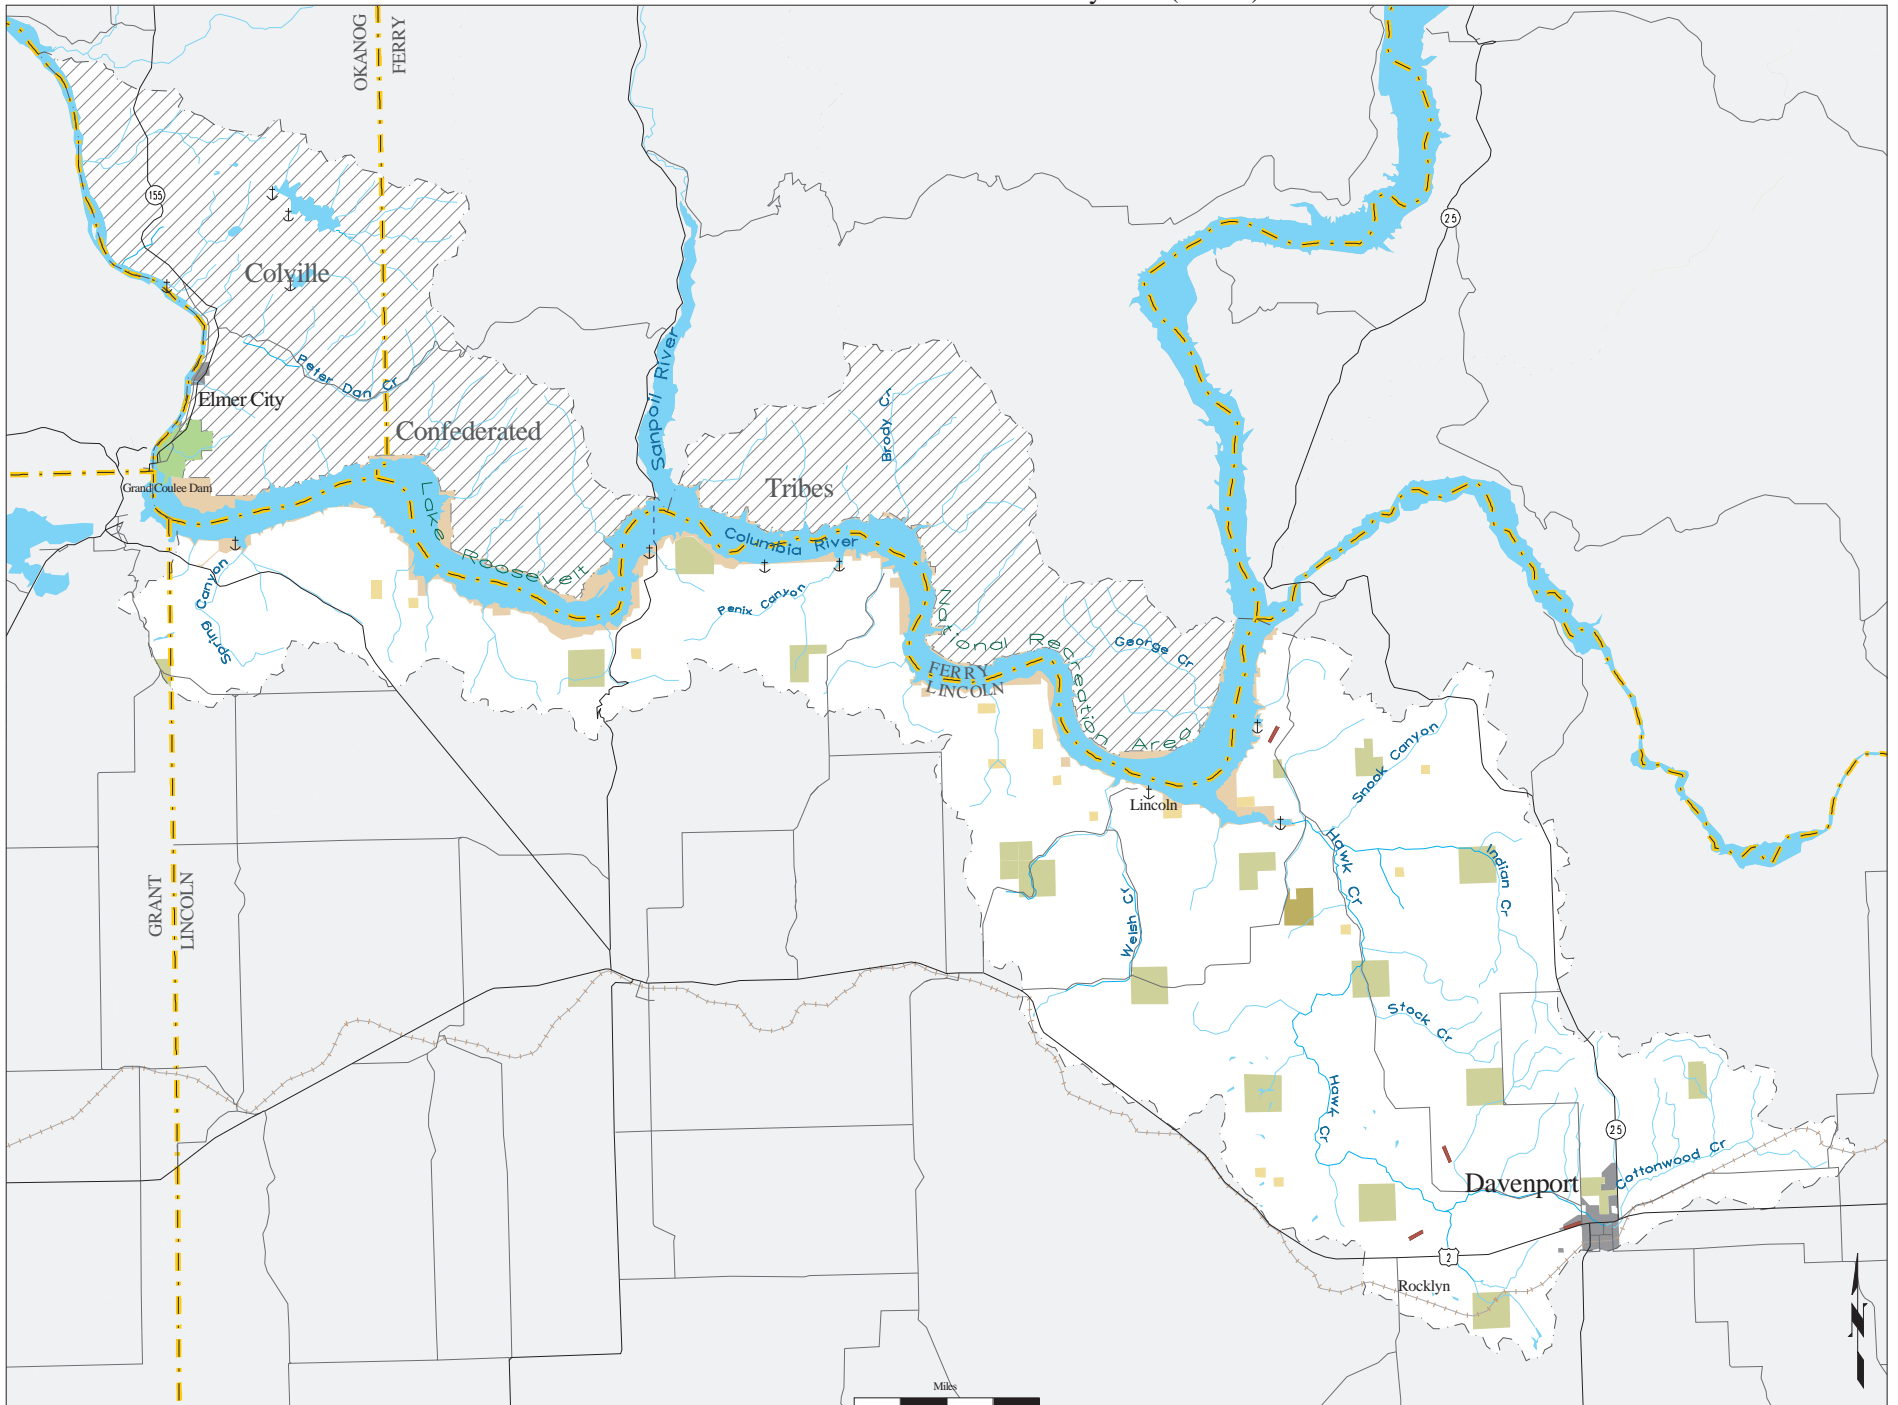 OKANOG
FERRY
155
25
Colville
Sanpoil River
Peter Dan Cr
Elmer City
Confederated
Brody Cr
Tribes
Grand Coulee Dam
Lake Roosevelt
Columbia River
Spring Canyon
Penix Canyon
National Recreation Area
George Cr
FERRY
LINCOLN
Snook Canyon
Lincoln
Hawk Cr
Indian Cr
GRANT
LINCOLN
Welsh Cr
Stock Cr
Hawk Cr
25
Cottonwood Cr
Davenport
2
Rocklyn
N
Miles